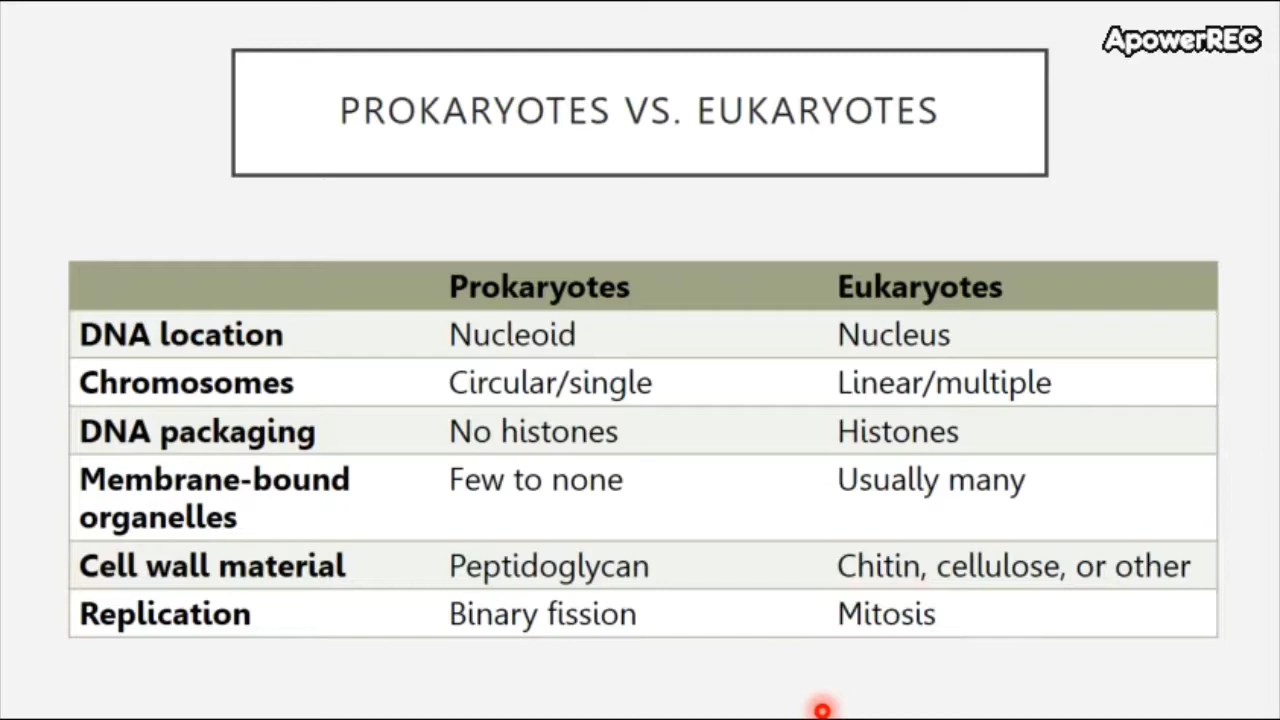 ApowerREC
PROKARYOTES VS. EUKARYOTES
Prokaryotes Eukaryotes
DNA location Nucleoid Nucleus
Chromosomes Circular/single Linear/multiple
DNA packaging No histones Histones
Membrane-bound Few to none Usually many
organelles
Cell wall material Peptidoglycan Chitin, cellulose, or other
Replication Binary fission Mitosis